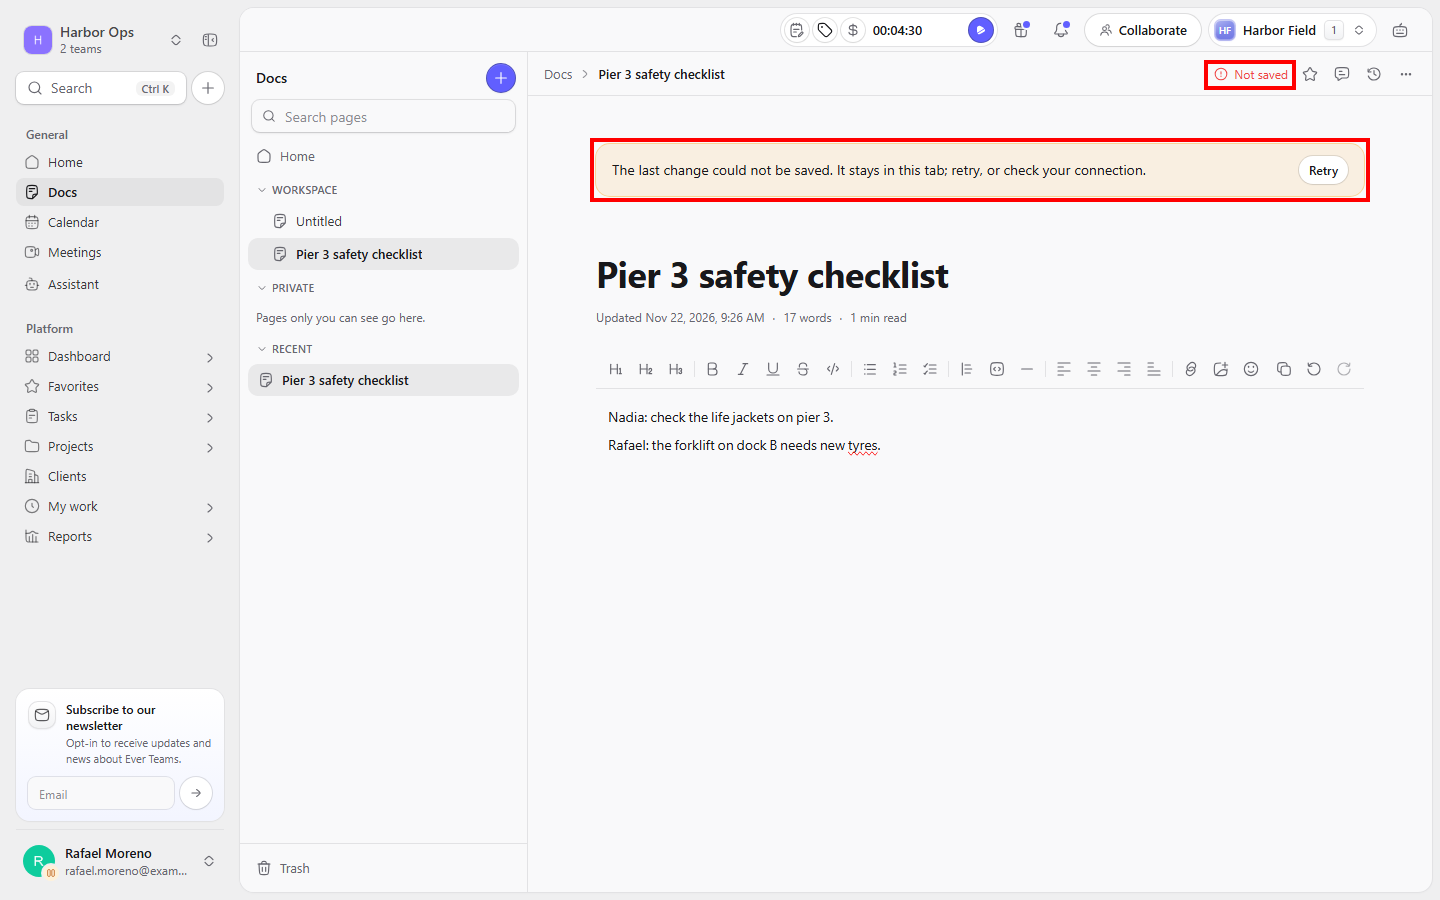 H
Harbor Ops
2 teams
Search
Ctrl K
General
Home
Docs
Calendar
Meetings
Assistant
Platform
Dashboard
Favorites
Tasks
Projects
Clients
My work
Reports
Subscribe to our
newsletter
Opt-in to receive updates and
news about Ever Teams.
Email
R
Rafael Moreno
rafael.moreno@exam...
00:04:30
Collaborate
HF
Harbor Field
1
Docs
Search pages
Home
WORKSPACE
Untitled
Pier 3 safety checklist
PRIVATE
Pages only you can see go here.
RECENT
Pier 3 safety checklist
Trash
Docs > Pier 3 safety checklist
Not saved
The last change could not be saved. It stays in this tab; retry, or check your connection.
Retry
Pier 3 safety checklist
Updated Nov 22, 2026, 9:26 AM · 17 words · 1 min read
H1 H2 H3 B I U S
Nadia: check the life jackets on pier 3.
Rafael: the forklift on dock B needs new tyres.